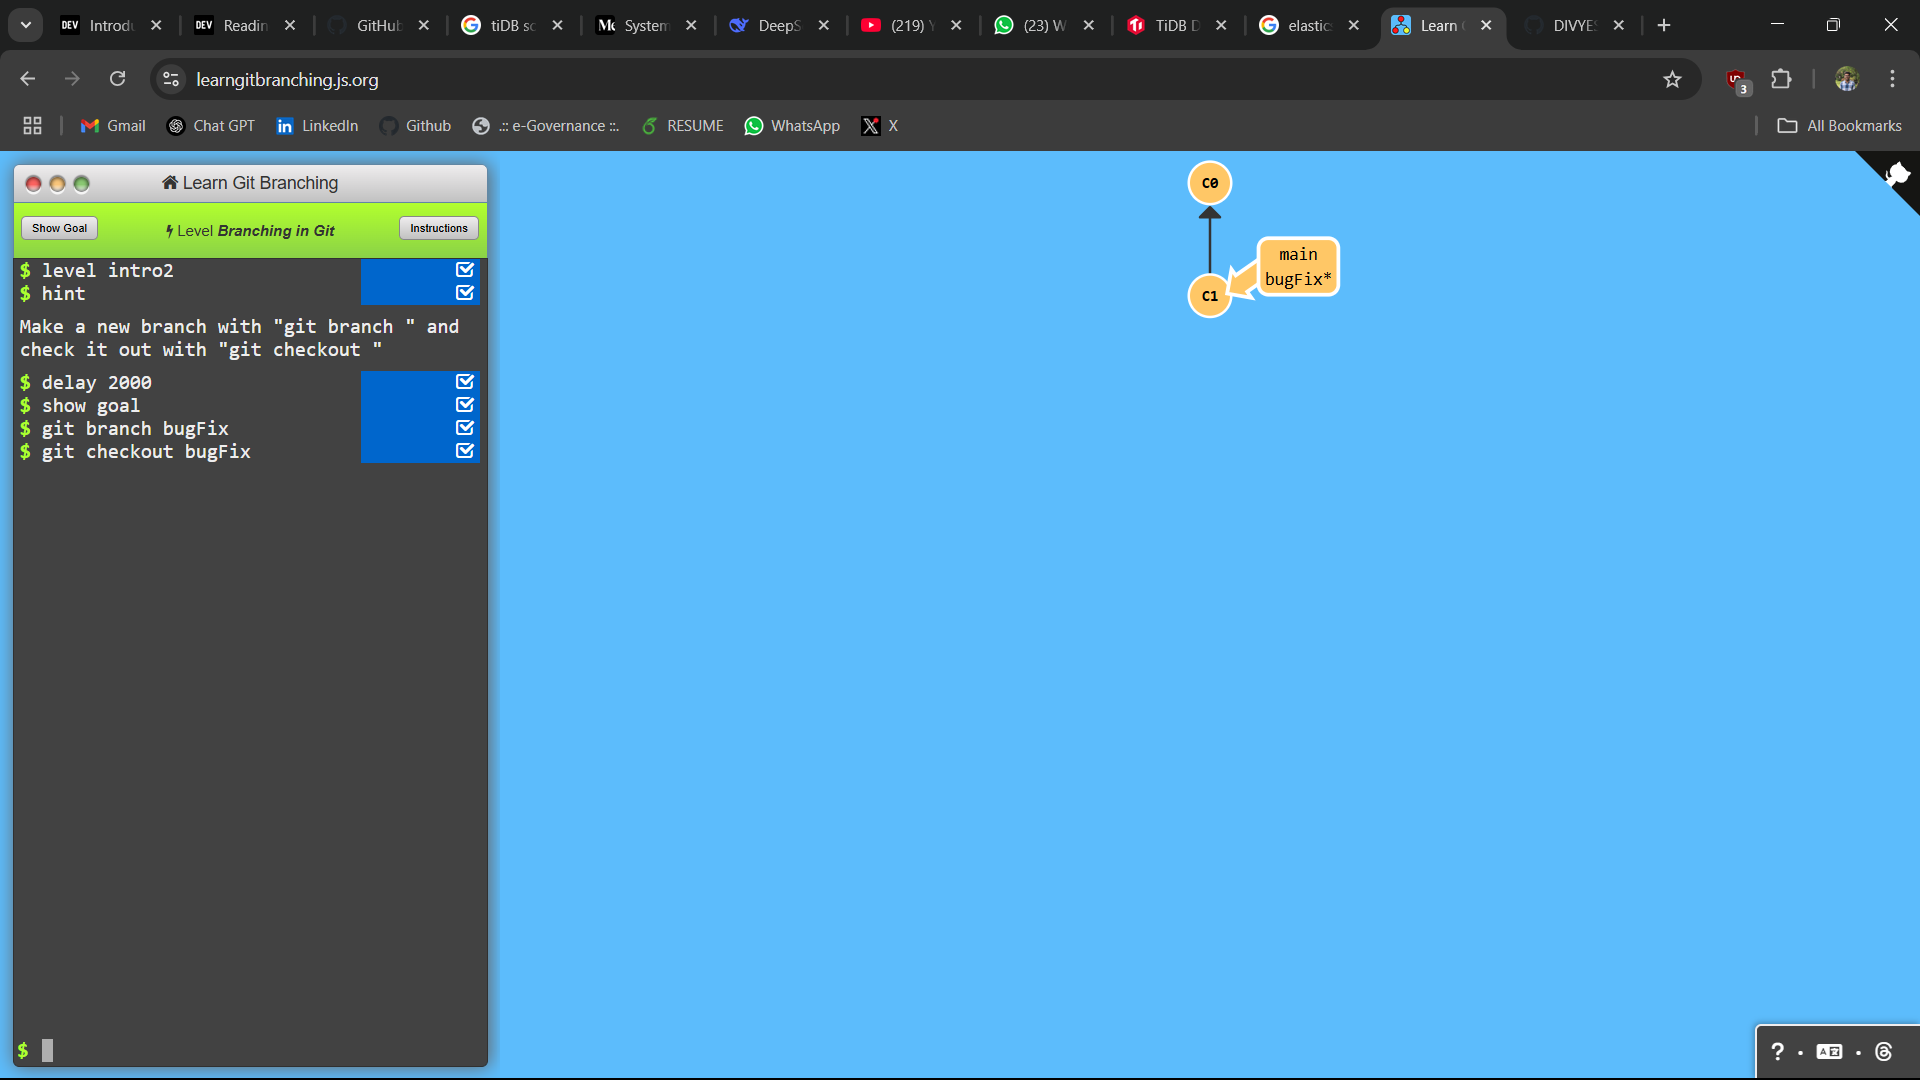 DEV Introdu
DEV Readin
GitHub
tiDB sc
System
DeepS
(219) Y
(23) W
TiDB D
elastic
Learn
DIVYE
learngitbranching.js.org
3
Gmail
Chat GPT
LinkedIn
Github
.:: e-Governance ::.
RESUME
WhatsApp
X
All Bookmarks
Learn Git Branching
Show Goal
Level Branching in Git
Instructions
$ level intro2
$ hint
Make a new branch with "git branch " and
check it out with "git checkout "
$ delay 2000
$ show goal
$ git branch bugFix
$ git checkout bugFix
$
C0
main
bugFix*
C1
?